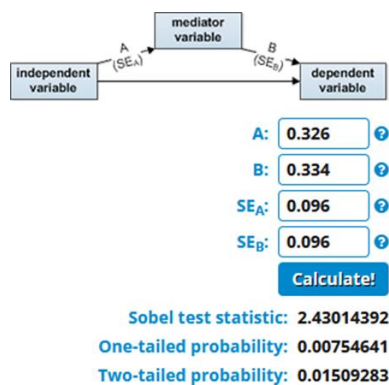 mediator
variable
A
(SEA)
B
(SEB)
independent
variable
dependent
variable
A: 0.326 ?
B: 0.334 ?
SEA: 0.096 ?
SEB: 0.096 ?
Calculate!
Sobel test statistic: 2.43014392
One-tailed probability: 0.00754641
Two-tailed probability: 0.01509283